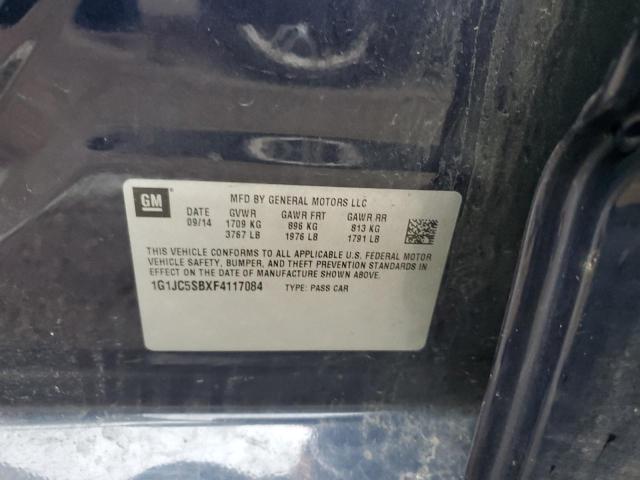 GM
MFD BY GENERAL MOTORS LLC
DATE GVWR GAWR FRT GAWR RR
09/14 1709 KG 896 KG 813 KG
3767 LB 1976 LB 1791 LB
THIS VEHICLE CONFORMS TO ALL APPLICABLE U.S. FEDERAL MOTOR
VEHICLE SAFETY, BUMPER, AND THEFT PREVENTION STANDARDS IN
EFFECT ON THE DATE OF MANUFACTURE SHOWN ABOVE.
1G1JC5SBXF4117084 TYPE: PASS CAR